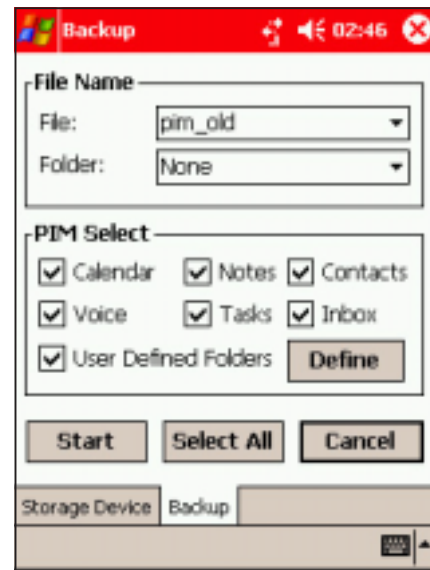 Backup 02:46
File Name
File: pim_old
Folder: None
PIM Select
Calendar Notes Contacts
Voice Tasks Inbox
User Defined Folders Define
Start Select All Cancel
Storage Device Backup